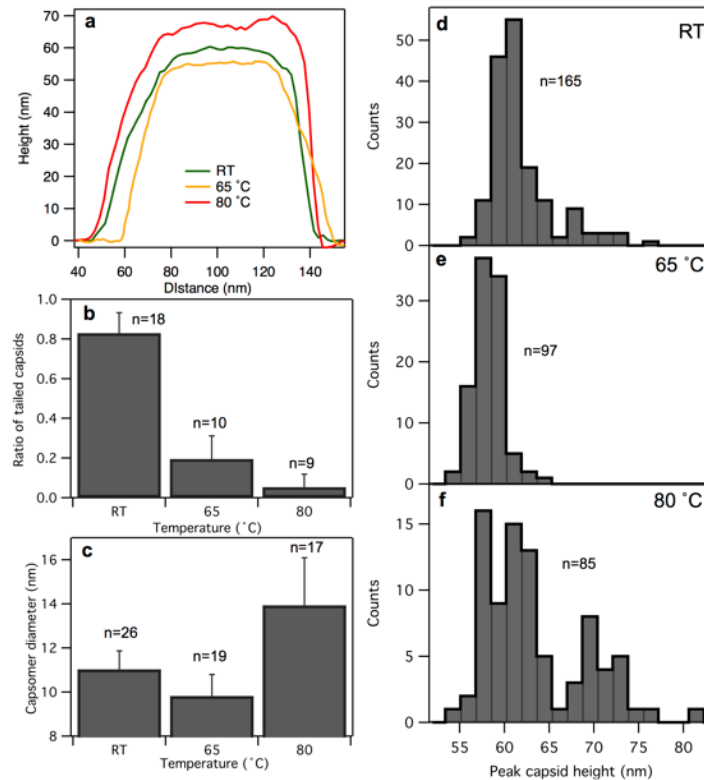 a
Height (nm)
70
60
50
40
30
20
10
0
RT
65 ˚C
80 ˚C
40 60 80 100 120 140
DIstance (nm)
b
Ratio of tailed capsids
1.0
0.8
0.6
0.4
0.2
0.0
n=18
n=10
n=9
RT 65 80
Temperature (˚C)
c
Capsomer diameter (nm)
16
14
12
10
8
n=26
n=19
n=17
RT 65 80
Temperature (˚C)
d
RT
Counts
50
40
30
20
10
0
n=165
e
65 ˚C
Counts
30
20
10
0
n=97
f
80 ˚C
Counts
15
10
5
0
n=85
55 60 65 70 75 80
Peak capsid height (nm)